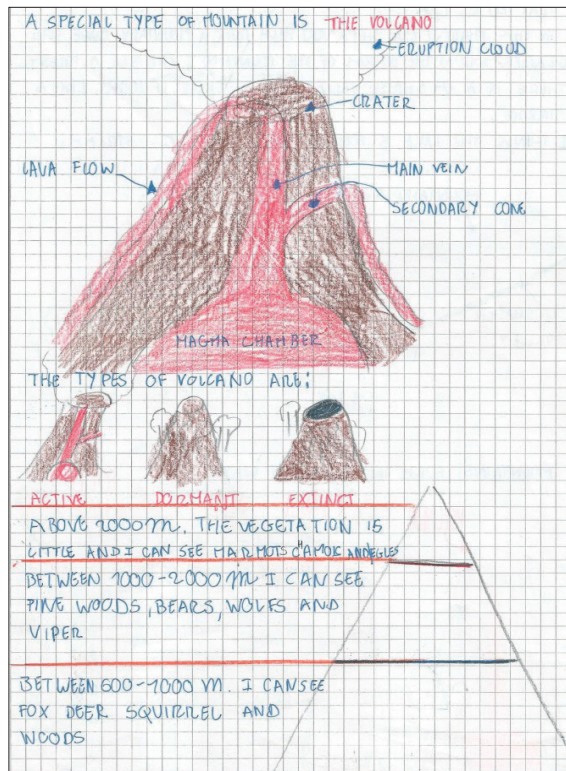 A SPECIAL TYPE OF MOUNTAIN IS THE VOLCANO
ERUPTION CLOUD
CRATER
LAVA FLOW
MAIN VEIN
SECONDARY CONE
MAGMA CHAMBER
THE TYPES OF VOLCANO ARE:
ACTIVE DORMANT EXTINCT
ABOVE 2000 m. THE VEGETATION IS
LITTLE AND I CAN SEE MARMOTS CHAMOIS AND EGLES
BETWEEN 1000-2000 m I CAN SEE
PINE WOODS, BEARS, WOLFS AND
VIPER
BETWEEN 600-1000 m. I CAN SEE
FOX DEER SQUIRREL AND
WOODS